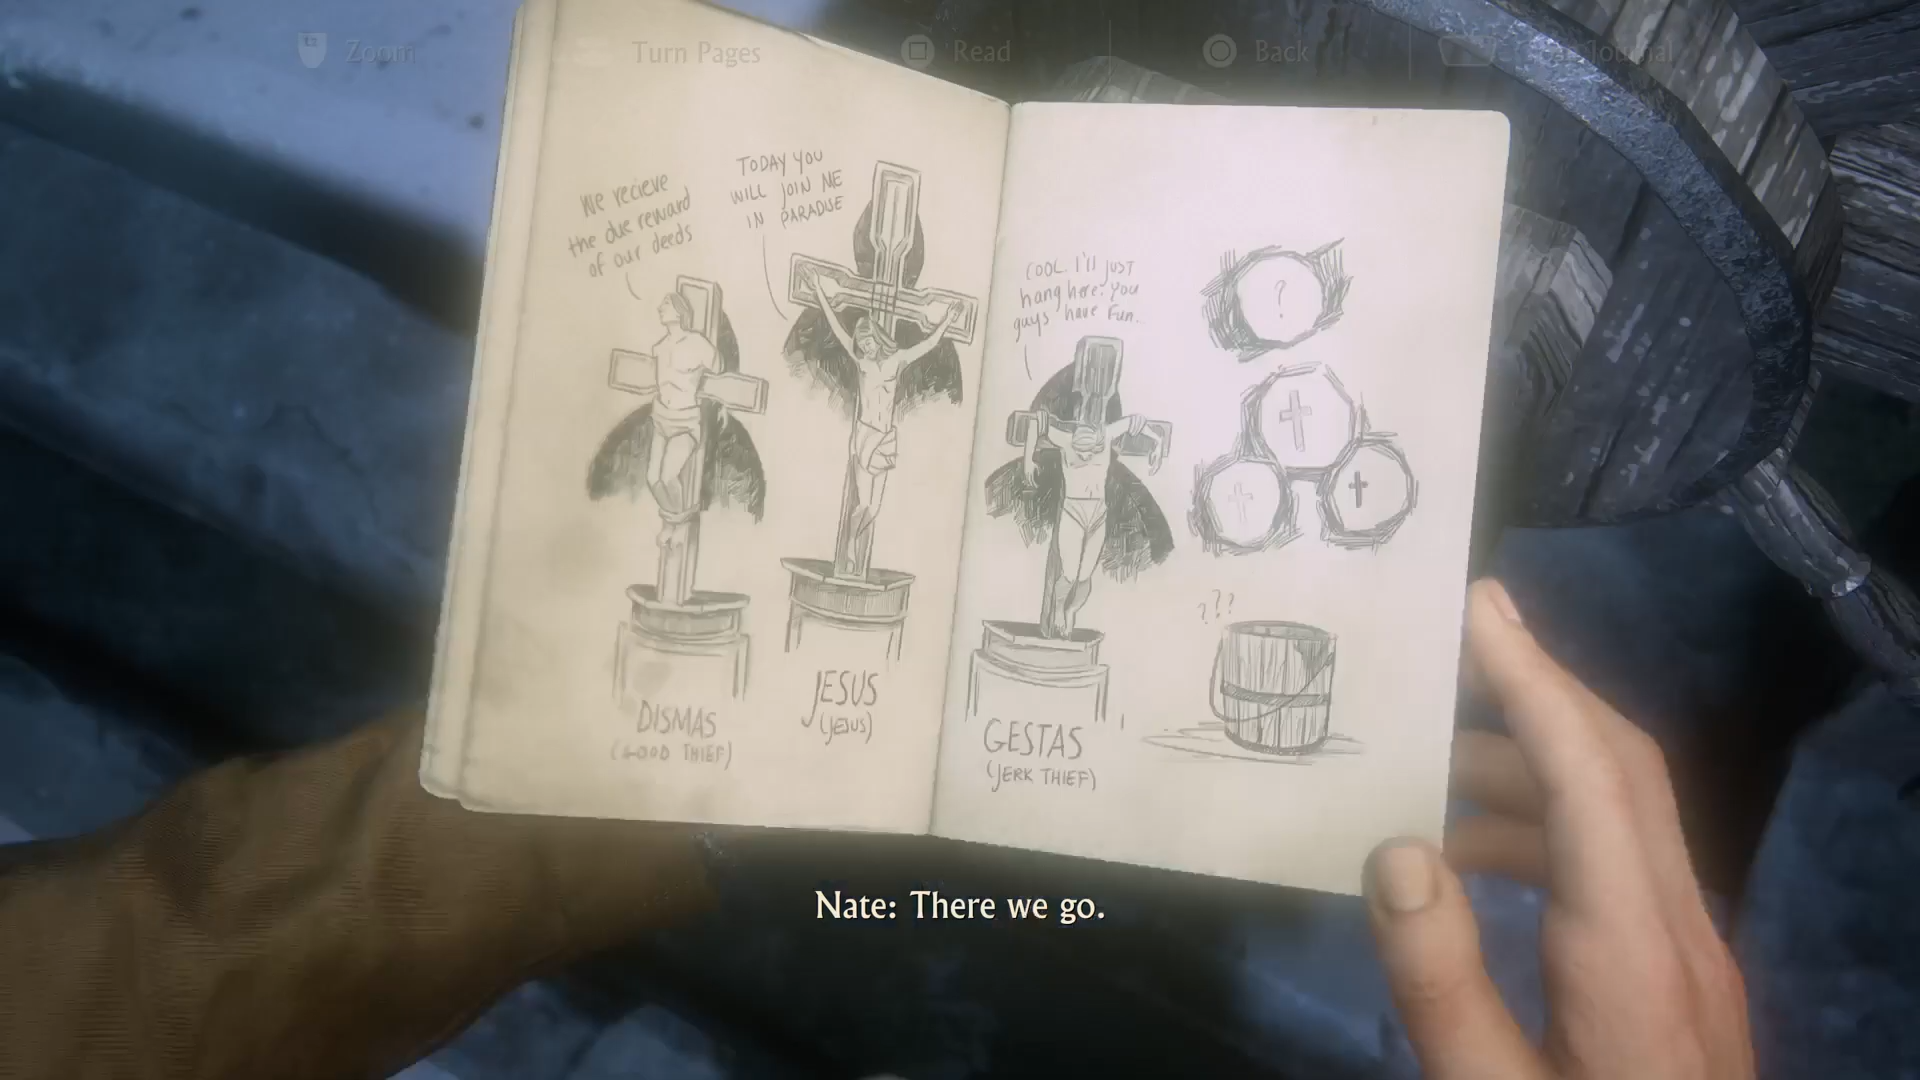 Zoom
Turn Pages
Read
Back
We recieve
the due reward
of our deeds
TODAY YOU
WILL JOIN ME
IN PARADISE
COOL. I'll JUST
hang here. You
guys have Fun.
?
DISMAS
(GOOD THIEF)
JESUS
(JESUS)
GESTAS
(JERK THIEF)
???
Nate: There we go.